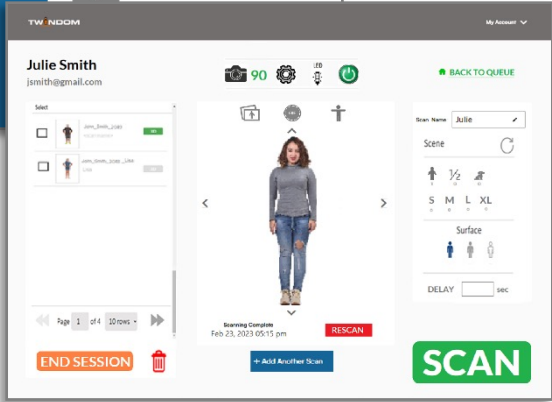 TWINDOM
My Account
Julie Smith
jsmith@gmail.com
90
LED
BACK TO QUEUE
Select
Page 1 of 4 10 rows
END SESSION
Scanning Complete
Feb 23, 2023 05:15 pm
RESCAN
+ Add Another Scan
Scan Name Julie
Scene
½
S M L XL
Surface
DELAY sec
SCAN